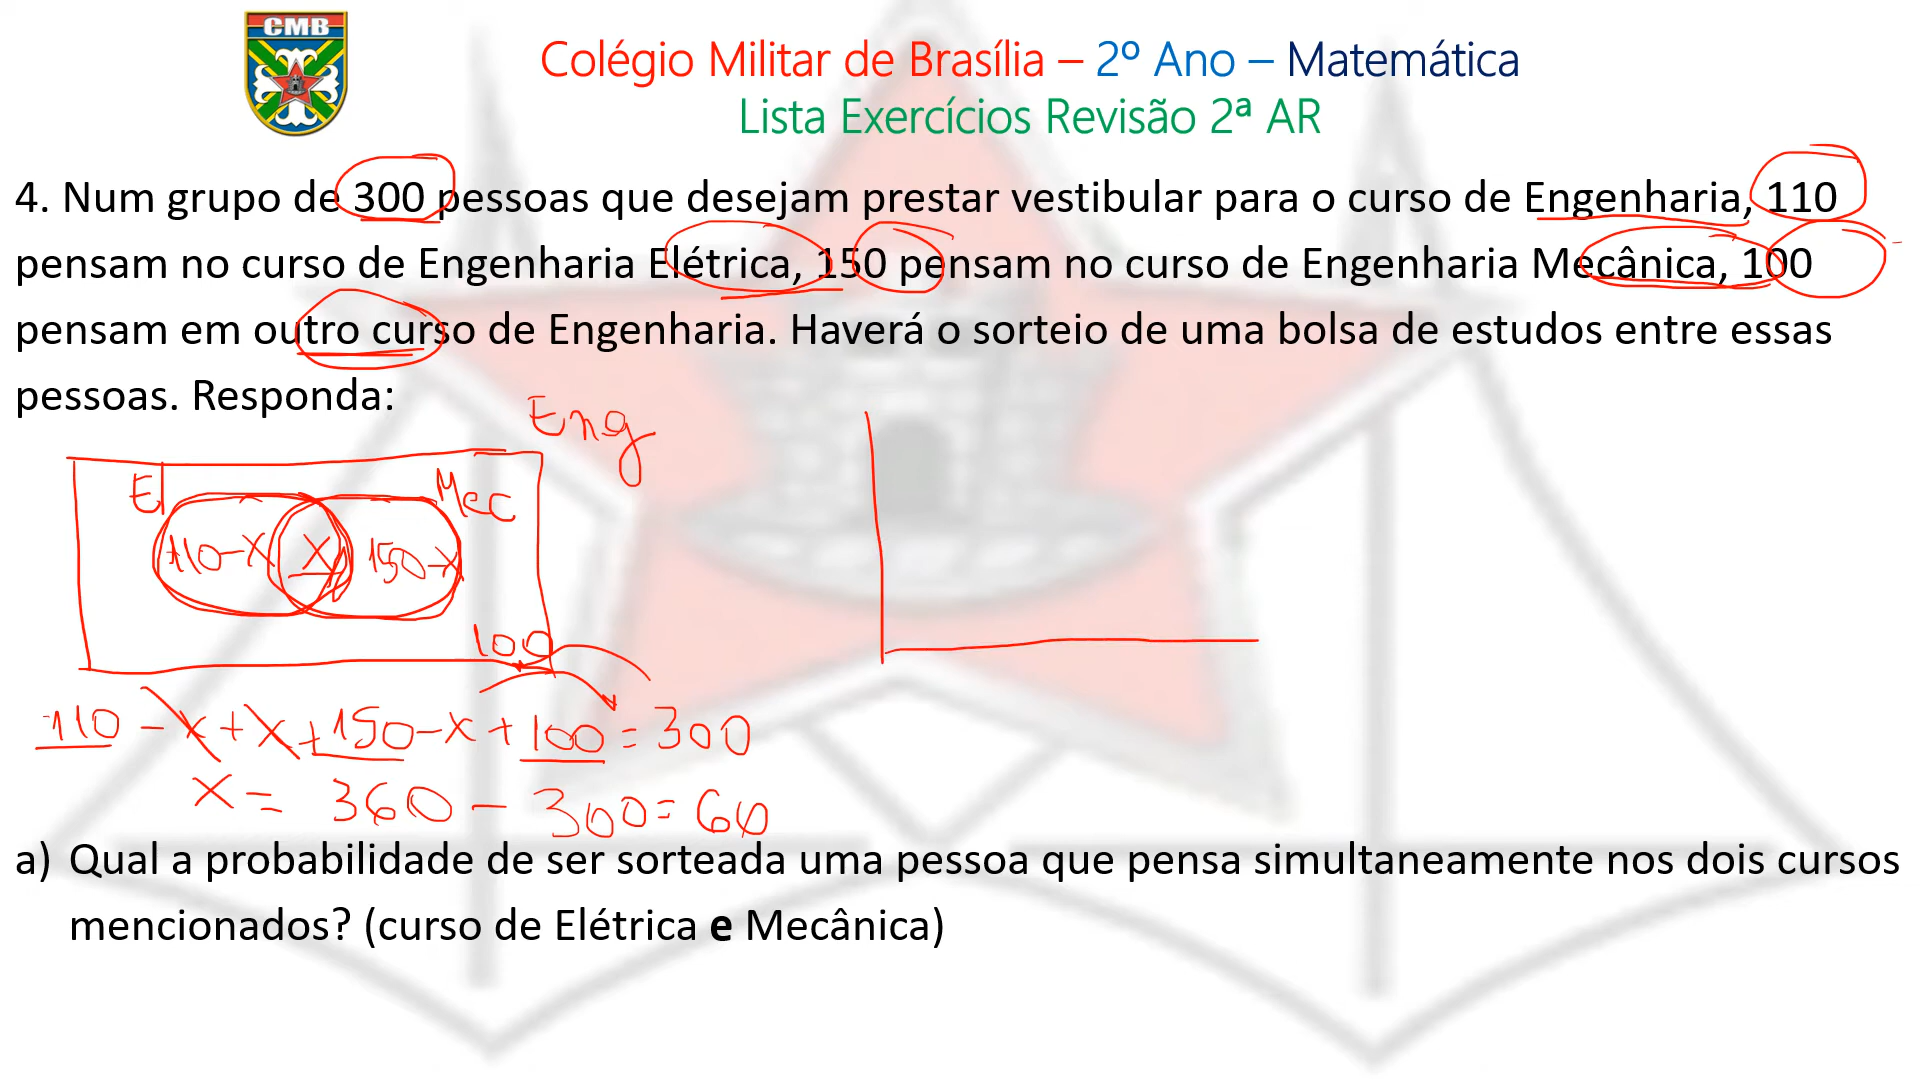 CMB
Colégio Militar de Brasília – 2º Ano – Matemática
Lista Exercícios Revisão 2ª AR
4. Num grupo de 300 pessoas que desejam prestar vestibular para o curso de Engenharia, 110
pensam no curso de Engenharia Elétrica, 150 pensam no curso de Engenharia Mecânica, 100
pensam em outro curso de Engenharia. Haverá o sorteio de uma bolsa de estudos entre essas
pessoas. Responda:
Eng
El Mec
110-x x 150-x
100
110 - x + x + 150 - x + 100 = 300
x = 360 - 300 = 60
a) Qual a probabilidade de ser sorteada uma pessoa que pensa simultaneamente nos dois cursos
mencionados? (curso de Elétrica e Mecânica)